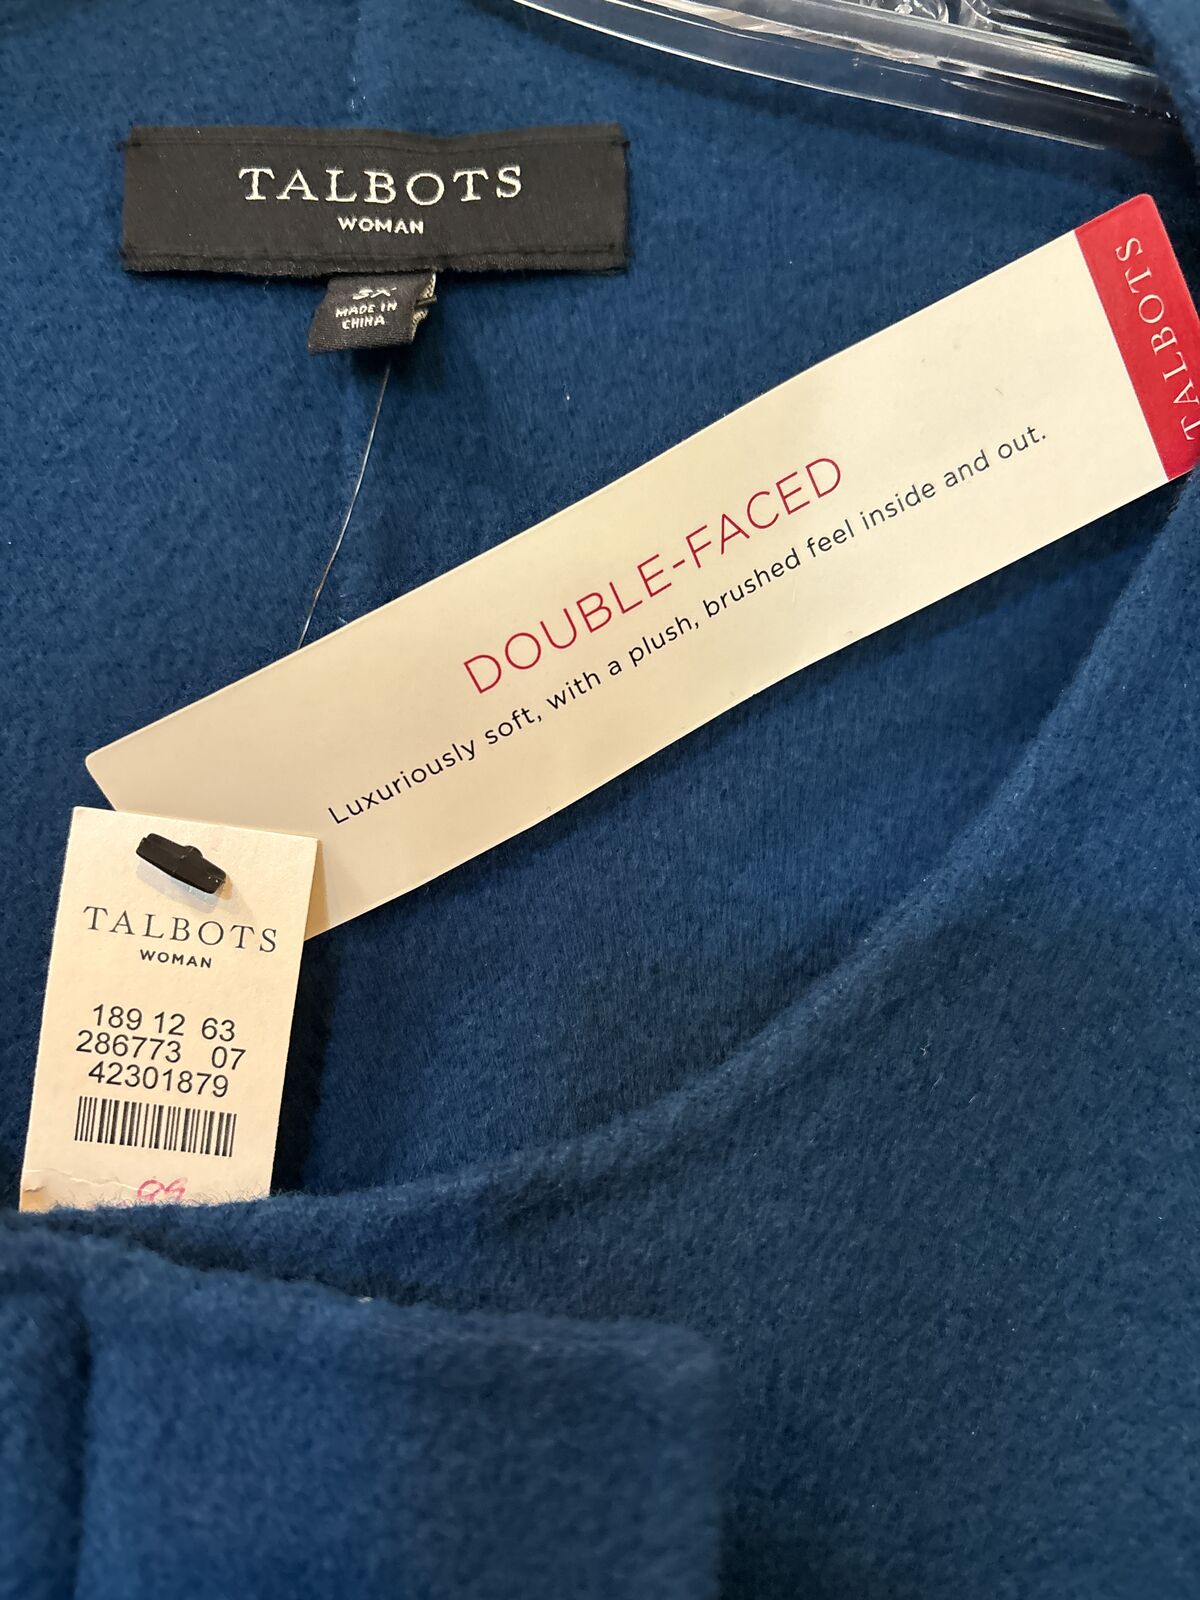 TALBOTS
WOMAN
3X
MADE IN
CHINA
TALBOTS
DOUBLE-FACED
Luxuriously soft, with a plush, brushed feel inside and out.
TALBOTS
WOMAN
189 12 63
286773 07
42301879